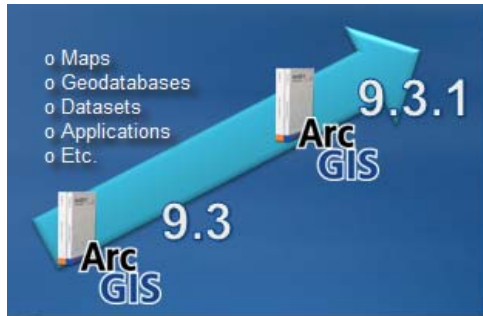 o Maps
o Geodatabases
o Datasets
o Applications
o Etc.
9.3.1
Arc
GIS
9.3
Arc
GIS